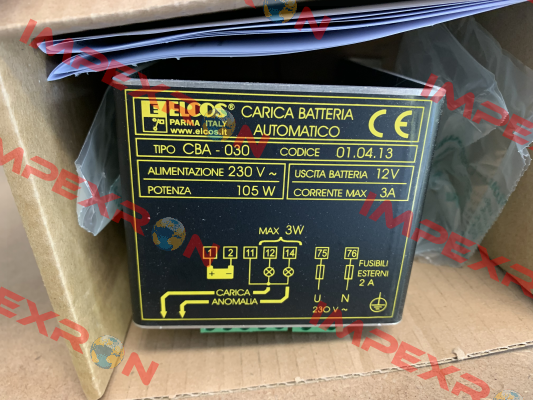 ELCOS® CARICA BATTERIA
PARMA ITALY AUTOMATICO CE
www.elcos.it
TIPO CBA - 030 CODICE 01.04.13
ALIMENTAZIONE 230 V ~ USCITA BATTERIA 12V
POTENZA 105 W CORRENTE MAX 3A
MAX 3W
1 2 11 12 14 75 76
FUSIBILI
ESTERNI
2 A
+ -
CARICA
ANOMALIA
U N
230 V ~
IMPEXRON
IMPEXRON
IMPEXRON
IMPEXRON